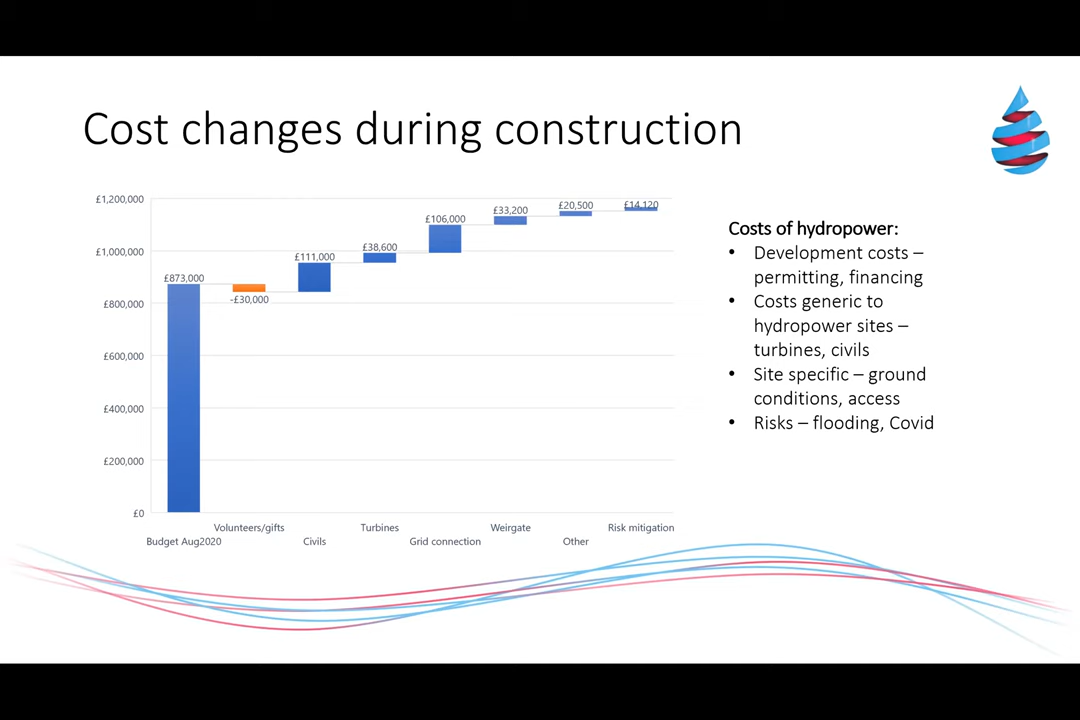 Cost changes during construction
£1,200,000
£1,000,000
£800,000
£600,000
£400,000
£200,000
£0
£873,000
-£30,000
£111,000
£38,600
£106,000
£33,200
£20,500
£14,120
Budget Aug2020
Volunteers/gifts
Civils
Turbines
Grid connection
Weirgate
Other
Risk mitigation
Costs of hydropower:
• Development costs –
permitting, financing
• Costs generic to
hydropower sites –
turbines, civils
• Site specific – ground
conditions, access
• Risks – flooding, Covid